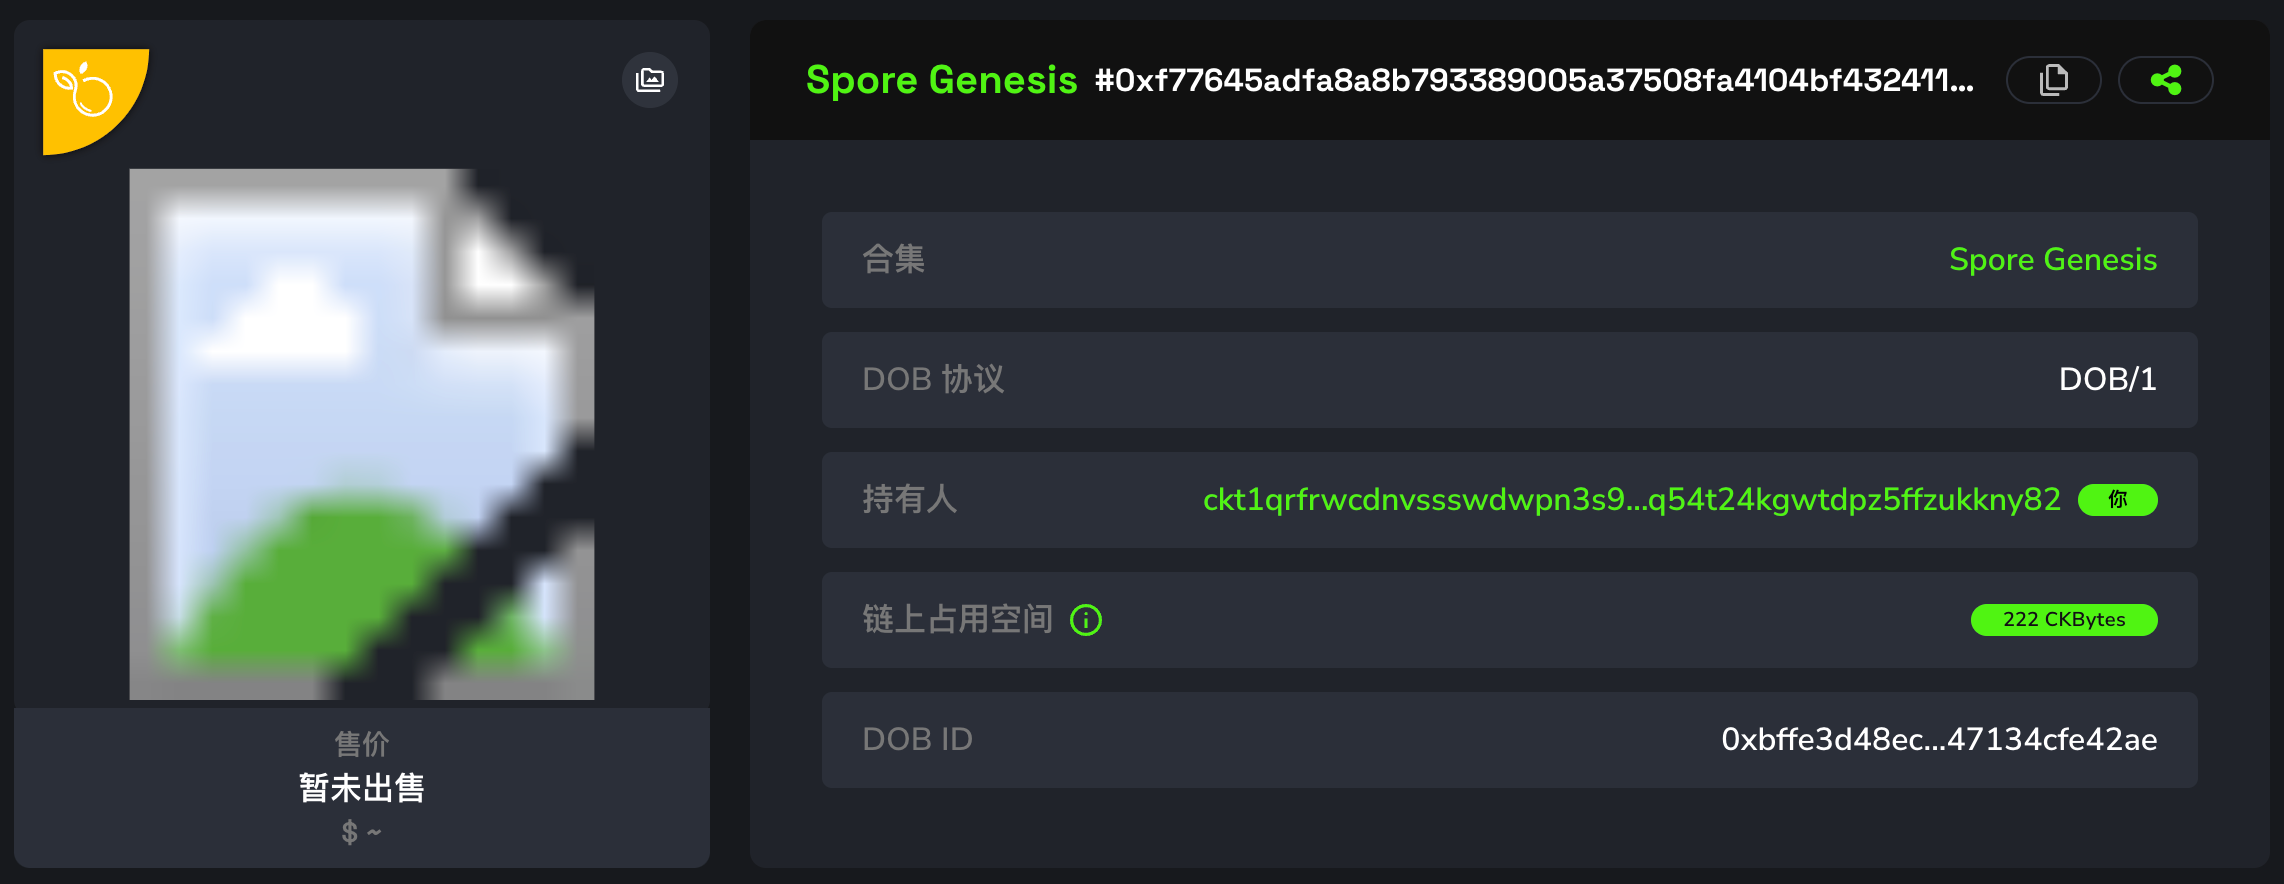 Spore Genesis #0xf77645adfa8a8b793389005a37508fa4104bf432411...
合集 Spore Genesis
DOB 协议 DOB/1
持有人 ckt1qrfrwcdnvssswdwpn3s9...q54t24kgwtdpz5ffzukkny82 你
链上占用空间 222 CKBytes
DOB ID 0xbffe3d48ec...47134cfe42ae
售价
暂未出售
$ ~